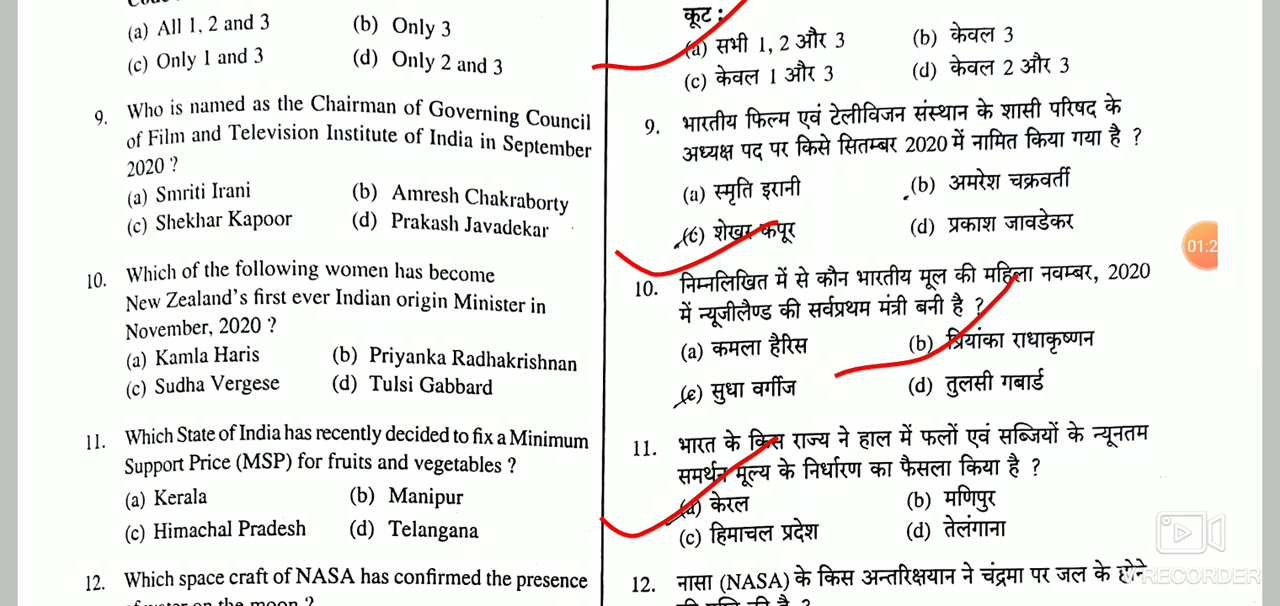 (a) All 1, 2 and 3 (b) Only 3
(c) Only 1 and 3 (d) Only 2 and 3
9. Who is named as the Chairman of Governing Council
of Film and Television Institute of India in September
2020 ?
(a) Smriti Irani (b) Amresh Chakraborty
(c) Shekhar Kapoor (d) Prakash Javadekar
10. Which of the following women has become
New Zealand's first ever Indian origin Minister in
November, 2020 ?
(a) Kamla Haris (b) Priyanka Radhakrishnan
(c) Sudha Vergese (d) Tulsi Gabbard
11. Which State of India has recently decided to fix a Minimum
Support Price (MSP) for fruits and vegetables ?
(a) Kerala (b) Manipur
(c) Himachal Pradesh (d) Telangana
12. Which space craft of NASA has confirmed the presence
on the moon ?
कूट :
(a) सभी 1, 2 और 3 (b) केवल 3
(c) केवल 1 और 3 (d) केवल 2 और 3
9. भारतीय फिल्म एवं टेलीविजन संस्थान के शासी परिषद के
अध्यक्ष पद पर किसे सितम्बर 2020 में नामित किया गया है ?
(a) स्मृति इरानी (b) अमरेश चक्रवर्ती
(c) शेखर कपूर (d) प्रकाश जावडेकर
10. निम्नलिखित में से कौन भारतीय मूल की महिला नवम्बर, 2020
में न्यूजीलैण्ड की सर्वप्रथम मंत्री बनी है ?
(a) कमला हैरिस (b) प्रियांका राधाकृष्णन
(c) सुधा वर्गीज (d) तुलसी गबार्ड
11. भारत के किस राज्य ने हाल में फलों एवं सब्जियों के न्यूनतम
समर्थन मूल्य के निर्धारण का फैसला किया है ?
(a) केरल (b) मणिपुर
(c) हिमाचल प्रदेश (d) तेलंगाना
12. नासा (NASA) के किस अन्तरिक्षयान ने चंद्रमा पर जल के होने
01:2
RECORDER